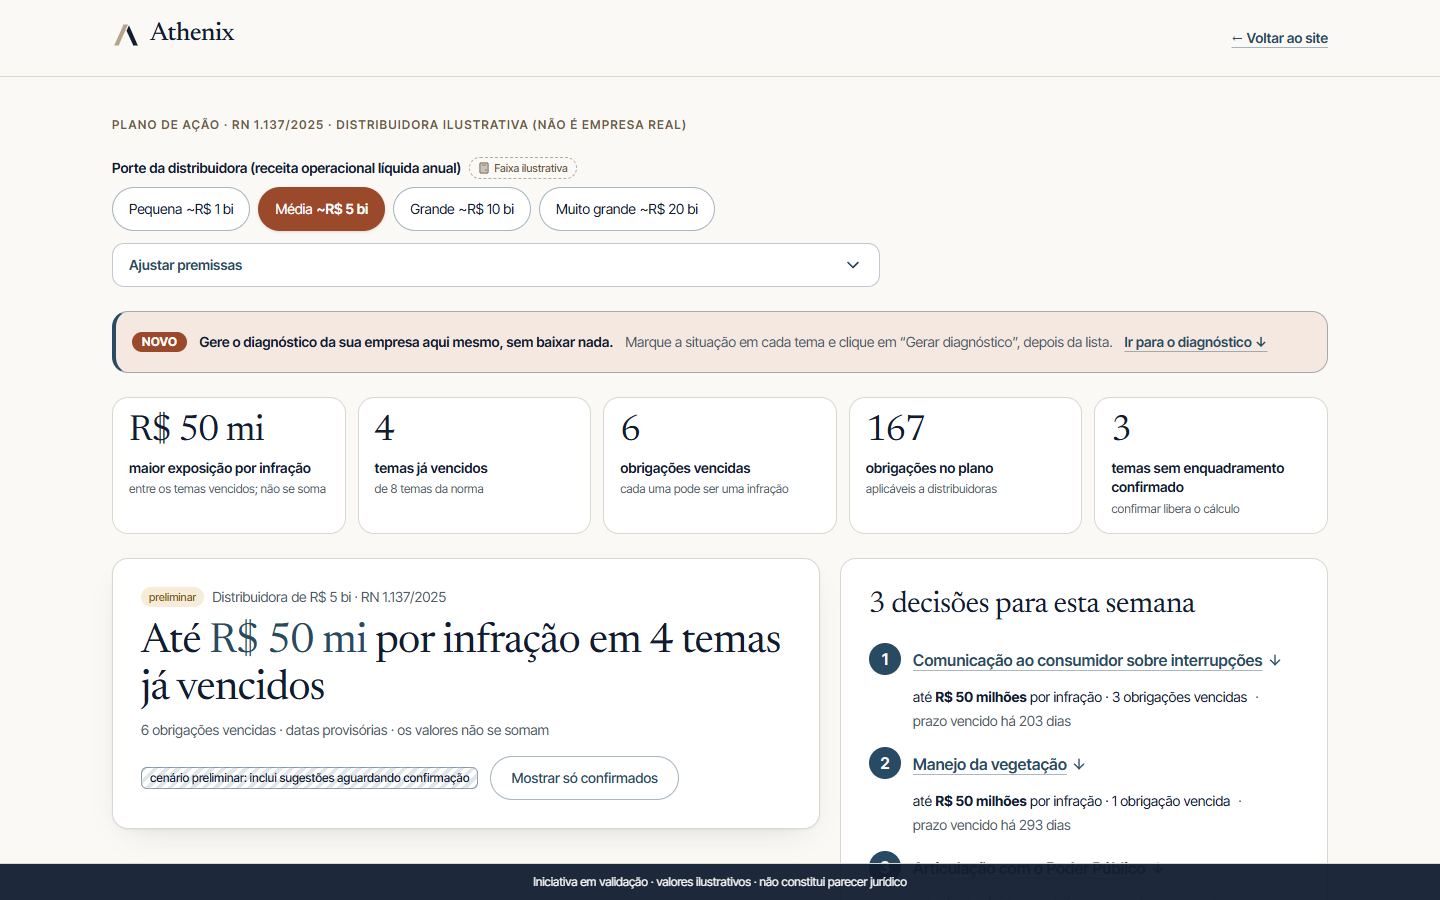 Athenix
← Voltar ao site
PLANO DE AÇÃO · RN 1.137/2025 · DISTRIBUIDORA ILUSTRATIVA (NÃO É EMPRESA REAL)
Porte da distribuidora (receita operacional líquida anual) Faixa ilustrativa
Pequena ~R$ 1 bi Média ~R$ 5 bi Grande ~R$ 10 bi Muito grande ~R$ 20 bi
Ajustar premissas
NOVO Gere o diagnóstico da sua empresa aqui mesmo, sem baixar nada. Marque a situação em cada tema e clique em “Gerar diagnóstico”, depois da lista. Ir para o diagnóstico ↓
R$ 50 mi
maior exposição por infração
entre os temas vencidos; não se soma
4
temas já vencidos
de 8 temas da norma
6
obrigações vencidas
cada uma pode ser uma infração
167
obrigações no plano
aplicáveis a distribuidoras
3
temas sem enquadramento
confirmado
confirmar libera o cálculo
preliminar Distribuidora de R$ 5 bi · RN 1.137/2025
Até R$ 50 mi por infração em 4 temas
já vencidos
6 obrigações vencidas · datas provisórias · os valores não se somam
cenário preliminar: inclui sugestões aguardando confirmação Mostrar só confirmados
3 decisões para esta semana
1 Comunicação ao consumidor sobre interrupções ↓
até R$ 50 milhões por infração · 3 obrigações vencidas ·
prazo vencido há 203 dias
2 Manejo da vegetação ↓
até R$ 50 milhões por infração · 1 obrigação vencida ·
prazo vencido há 293 dias
3 Articulação com o Poder Público ↓
Iniciativa em validação · valores ilustrativos · não constitui parecer jurídico